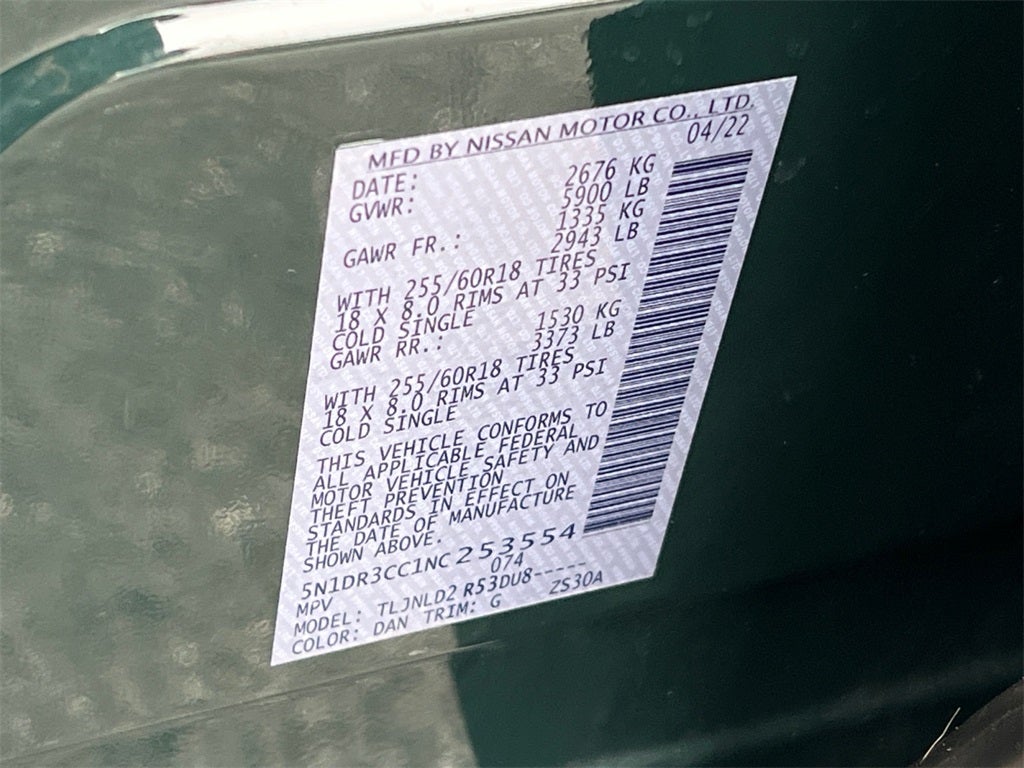 MFD BY NISSAN MOTOR CO., LTD.
DATE: 04/22
GVWR: 2676 KG
5900 LB
GAWR FR.: 1335 KG
2943 LB
WITH 255/60R18 TIRES
18 X 8.0 RIMS AT 33 PSI
COLD SINGLE
GAWR RR.: 1530 KG
3373 LB
WITH 255/60R18 TIRES
18 X 8.0 RIMS AT 33 PSI
COLD SINGLE
THIS VEHICLE CONFORMS TO
ALL APPLICABLE FEDERAL
MOTOR VEHICLE SAFETY AND
THEFT PREVENTION
STANDARDS IN EFFECT ON
THE DATE OF MANUFACTURE
SHOWN ABOVE.
5N1DR3CC1NC253554
MPV 074
MODEL: TLJNLD2 R53DU8-----
COLOR: DAN TRIM: G ZS30A